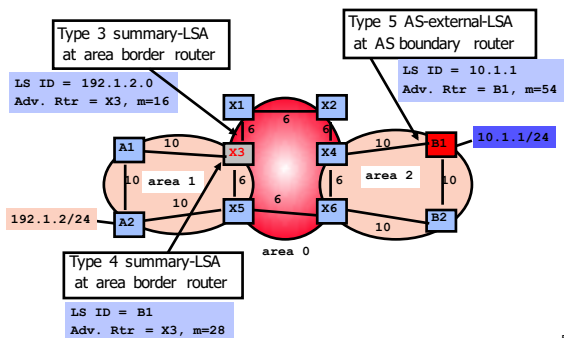 Type 3 summary-LSA
at area border router
LS ID = 192.1.2.0
Adv. Rtr = X3, m=16
Type 5 AS-external-LSA
at AS boundary router
LS ID = 10.1.1
Adv. Rtr = B1, m=54
X1
6
X2
6
6
A1
10
X3
X4
10
B1
10.1.1/24
10
area 1
6
6
area 2
10
192.1.2/24
A2
10
X5
6
X6
10
B2
area 0
Type 4 summary-LSA
at area border router
LS ID = B1
Adv. Rtr = X3, m=28